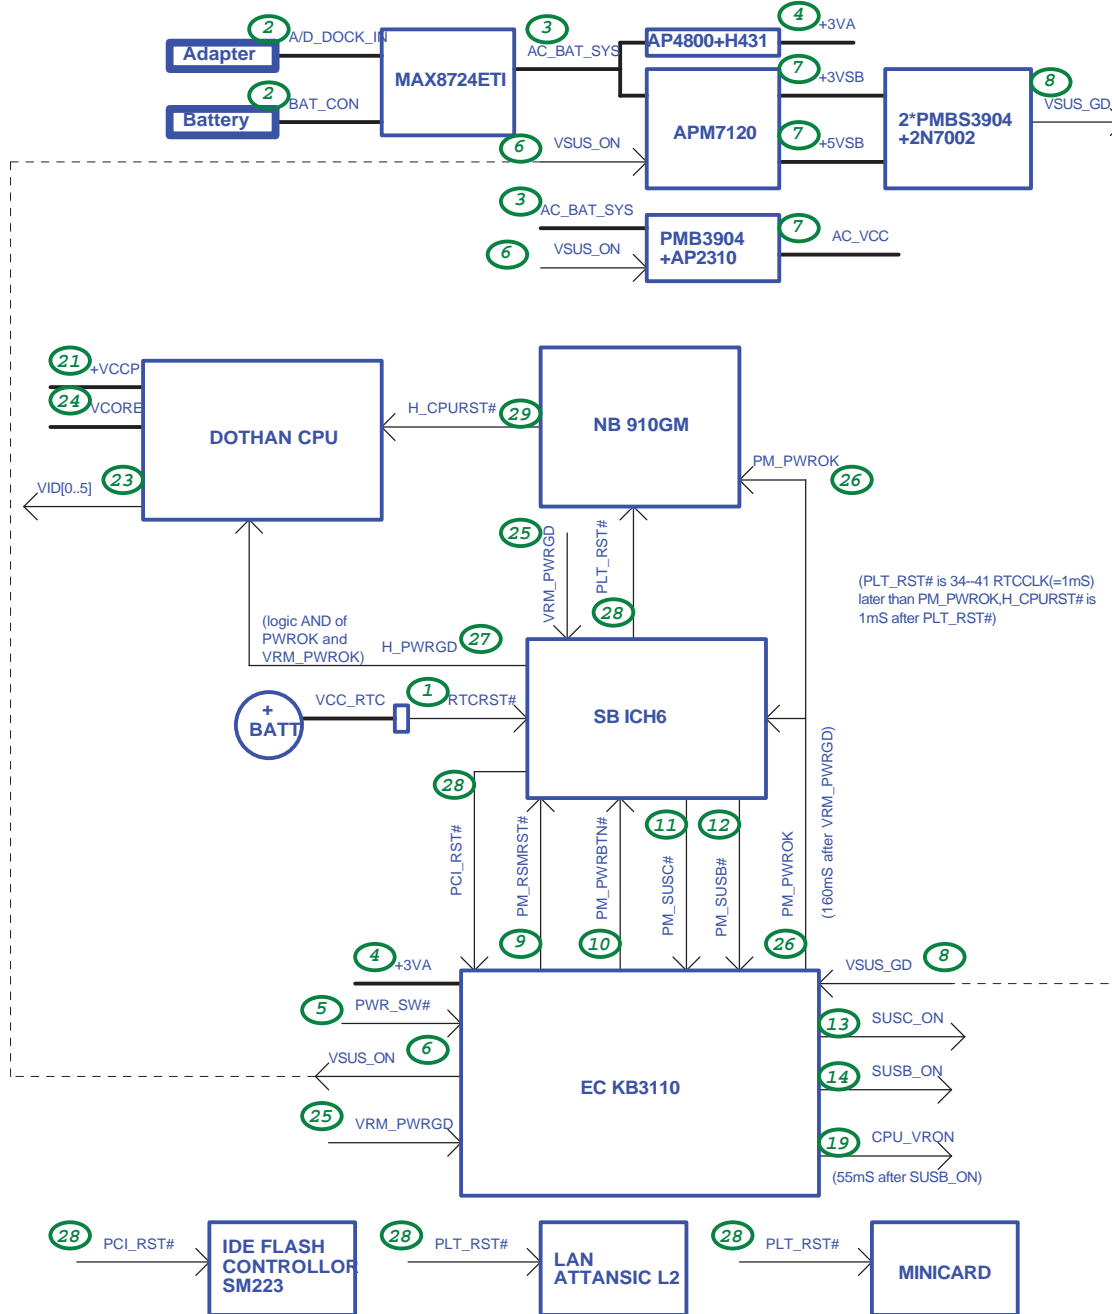 2
A/D_DOCK_IN
Adapter
2
BAT_CON
Battery
MAX8724ETI
3
AC_BAT_SYS
4
+3VA
AP4800+H431
7
+3VSB
APM7120
7
+5VSB
6
VSUS_ON
2*PMBS3904
+2N7002
8
VSUS_GD
3
AC_BAT_SYS
6
VSUS_ON
PMB3904
+AP2310
7
AC_VCC
21
+VCCP
24
VCORE
23
VID[0..5]
DOTHAN CPU
H_CPURST#
29
NB 910GM
PM_PWROK
26
25
VRM_PWRGD
PLT_RST#
28
(PLT_RST# is 34--41 RTCCLK(=1mS)
later than PM_PWROK,H_CPURST# is
1mS after PLT_RST#)
(logic AND of
PWROK and
VRM_PWROK)
H_PWRGD
27
+
BATT
VCC_RTC
1
RTCRST#
SB ICH6
28
PCI_RST#
PM_RSMRST#
9
PM_PWRBTN#
10
11
PM_SUSC#
12
PM_SUSB#
PM_PWROK
26
(160mS after VRM_PWRGD)
4
+3VA
5
PWR_SW#
6
VSUS_ON
25
VRM_PWRGD
EC KB3110
VSUS_GD
8
13
SUSC_ON
14
SUSB_ON
19
CPU_VRON
(55mS after SUSB_ON)
28
PCI_RST#
IDE FLASH
CONTROLLOR
SM223
28
PLT_RST#
LAN
ATTANSIC L2
28
PLT_RST#
MINICARD